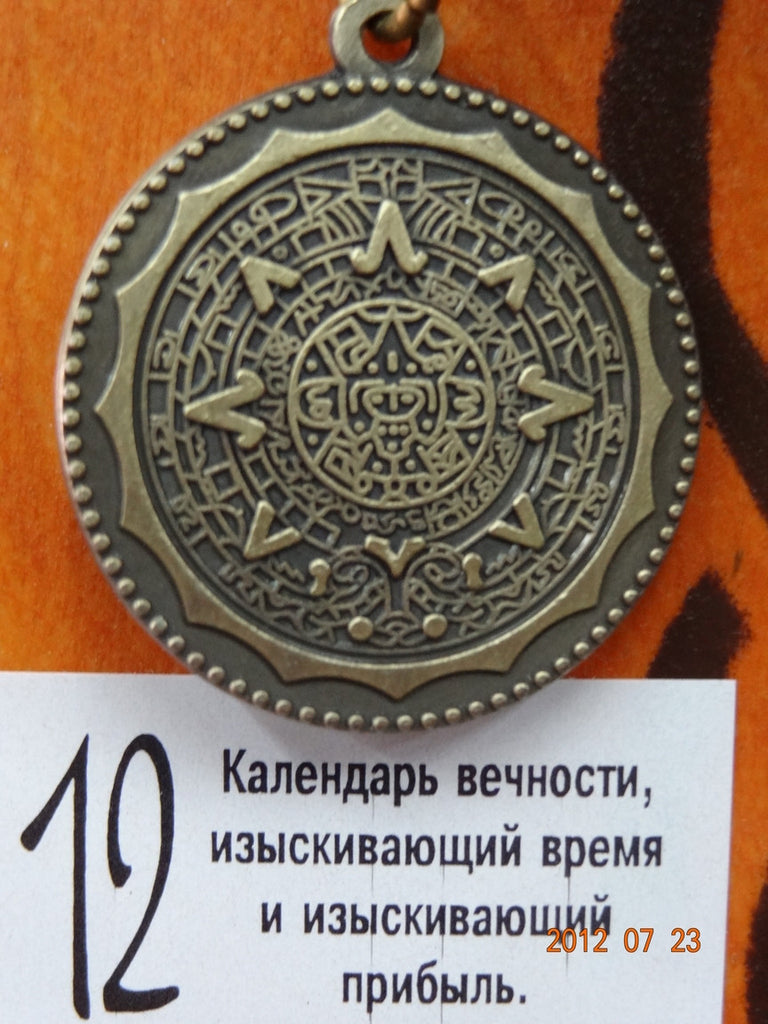 12
Календарь вечности,
изыскивающий время
и изыскивающий
прибыль.
2012 07 23